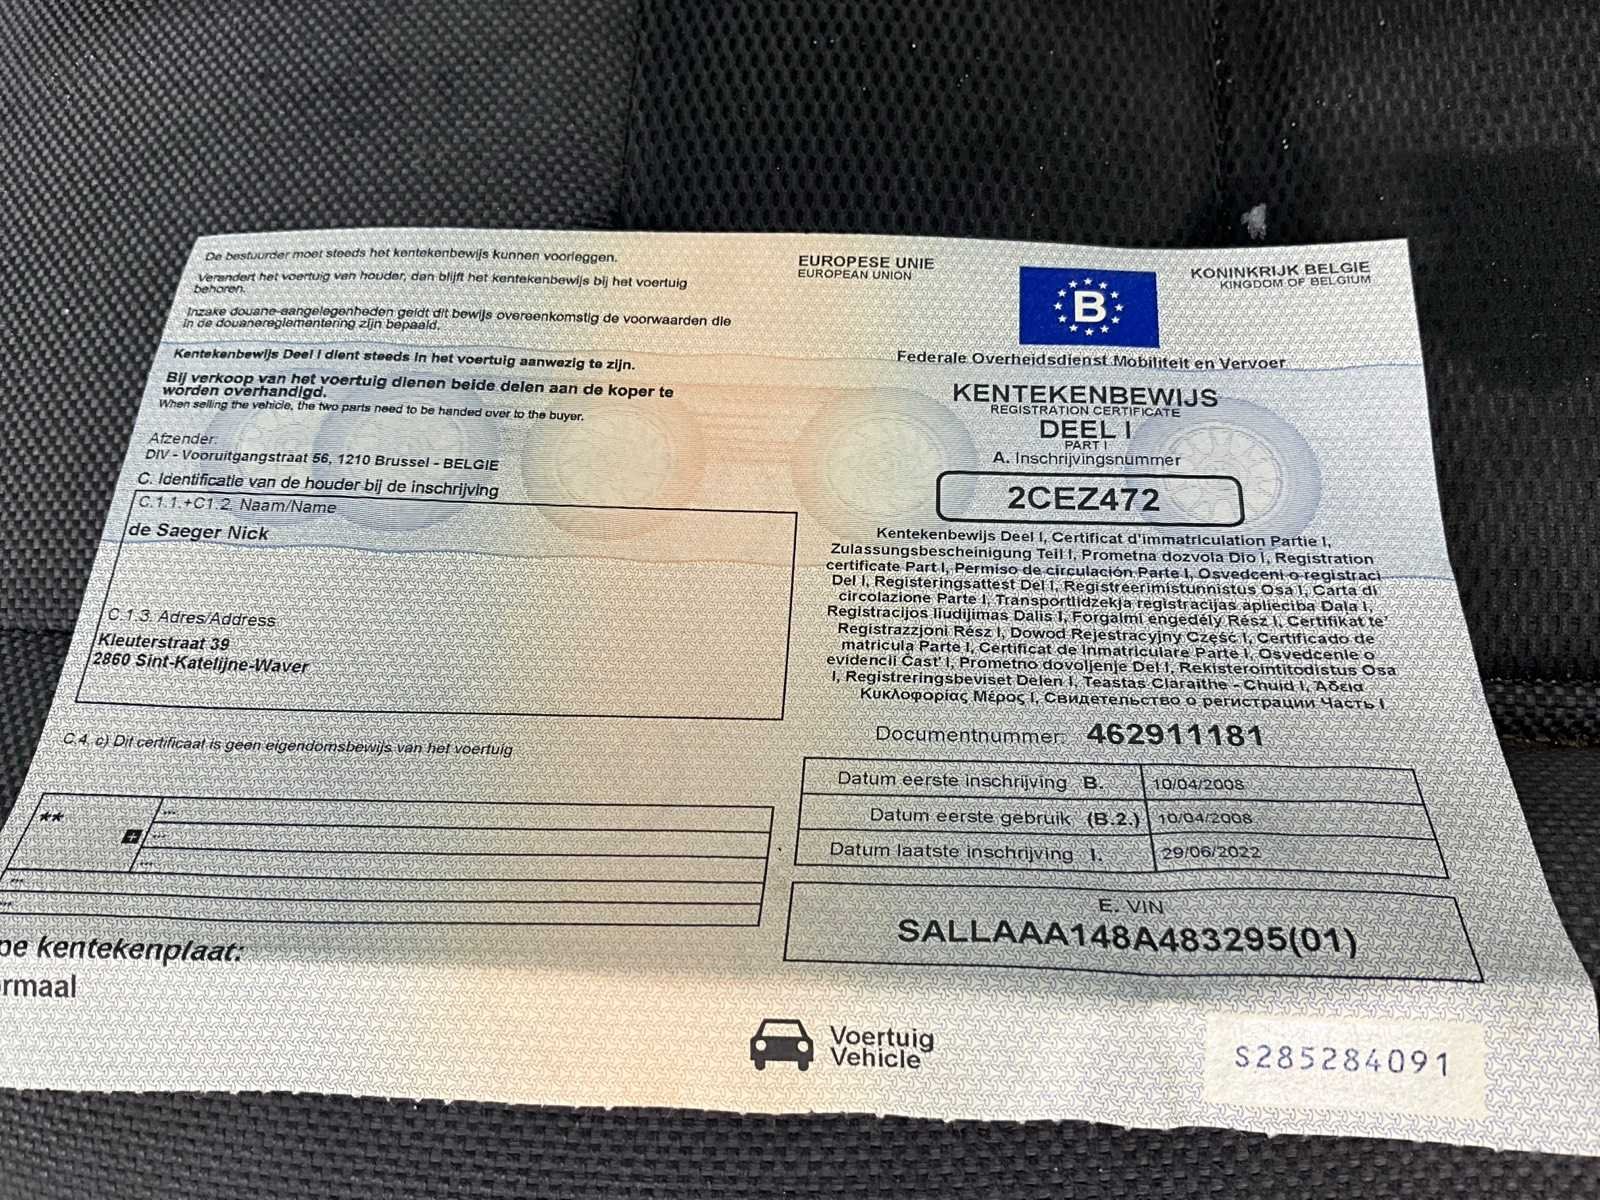 De bestuurder moet steeds het kentekenbewijs kunnen voorleggen.
Verandert het voertuig van houder, dan blijft het kentekenbewijs bij het voertuig
behoren.
Inzake douane-aangelegenheden geldt dit bewijs overeenkomstig de voorwaarden die
in de douanereglementering zijn bepaald.
Kentekenbewijs Deel I dient steeds in het voertuig aanwezig te zijn.
Bij verkoop van het voertuig dienen beide delen aan de koper te
worden overhandigd.
When selling the vehicle, the two parts need to be handed over to the buyer.
Afzender:
DIV - Vooruitgangstraat 56, 1210 Brussel - BELGIE
C. Identificatie van de houder bij de inschrijving
C.1.1.+C1.2. Naam/Name
de Saeger Nick
C.1.3. Adres/Address
Kleuterstraat 39
2860 Sint-Katelijne-Waver
C.4. c) Dit certificaat is geen eigendomsbewijs van het voertuig
**
...
+ ...
...
...
...
pe kentekenplaat:
rmaal
EUROPESE UNIE
EUROPEAN UNION
B
KONINKRIJK BELGIE
KINGDOM OF BELGIUM
Federale Overheidsdienst Mobiliteit en Vervoer
KENTEKENBEWIJS
REGISTRATION CERTIFICATE
DEEL I
PART I
A. Inschrijvingsnummer
2CEZ472
Kentekenbewijs Deel I, Certificat d'immatriculation Partie I,
Zulassungsbescheinigung Teil I, Prometna dozvola Dio I, Registration
certificate Part I, Permiso de circulación Parte I, Osvedceni o registraci
Del I, Registeringsattest Del I, Registreerimistunnistus Osa I, Carta di
circolazione Parte I, Transportlidzekja registracijas aplieciba Dala I,
Registracijos liudijimas Dalis I, Forgalmi engedély Rész I, Certifikat te'
Registrazzjoni Rész I, Dowod Rejestracyjny Częśc I, Certificado de
matricula Parte I, Certificat de Inmatriculare Parte I, Osvedcenie o
evidencii Cast' I, Prometno dovoljenje Del I, Rekisterointitodistus Osa
I, Registreringsbeviset Delen I, Teastas Claraithe - Chuid I, Άδεια
Κυκλοφορίας Μέρος I, Свидетельство о регистрации Часть I
Documentnummer: 462911181
Datum eerste inschrijving B. 10/04/2008
Datum eerste gebruik (B.2.) 10/04/2008
Datum laatste inschrijving I. 29/06/2022
E. VIN
SALLAAA148A483295(01)
Voertuig
Vehicle
S285284091